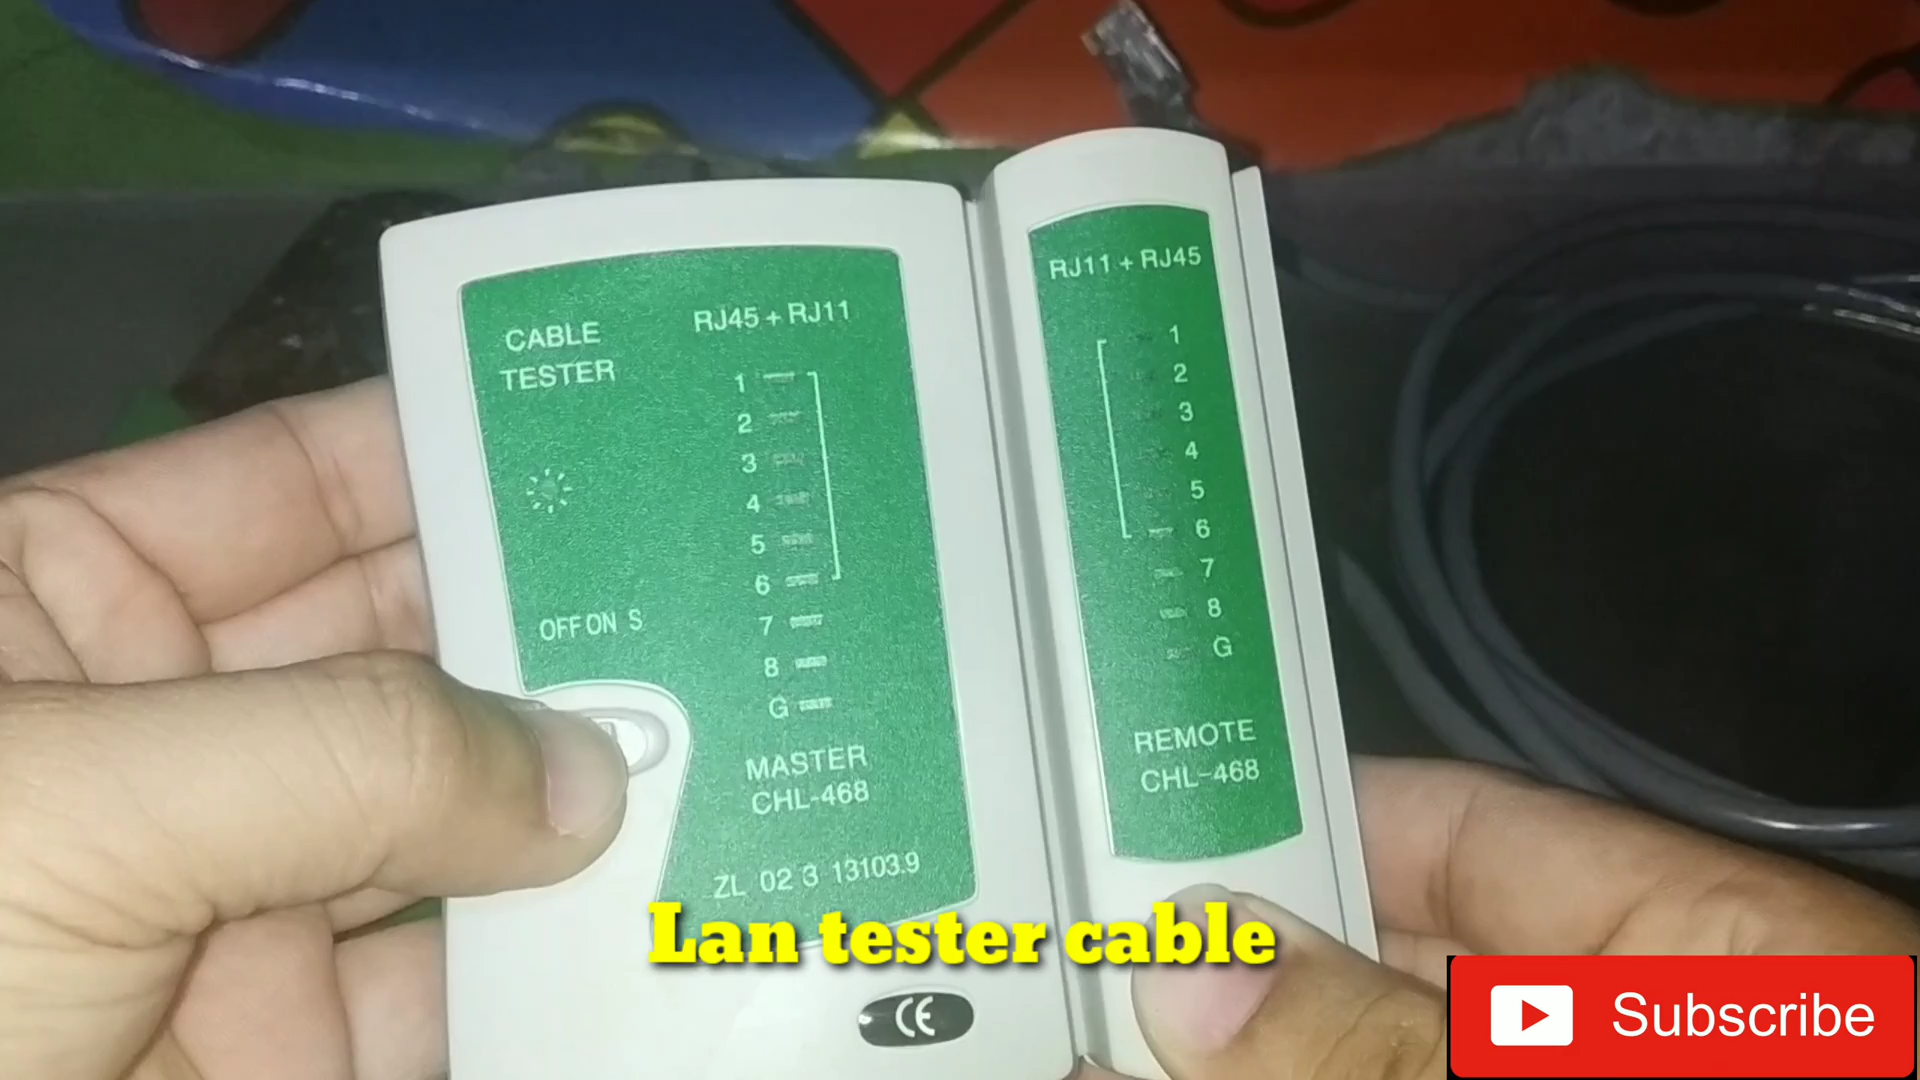 CABLE
TESTER
RJ45 + RJ11
1
2
3
4
5
6
7
8
G
OFF ON S
MASTER
CHL-468
ZL 02 3 13103.9
RJ11 + RJ45
1
2
3
4
5
6
7
8
G
REMOTE
CHL-468
Lan tester cable
CE
Subscribe